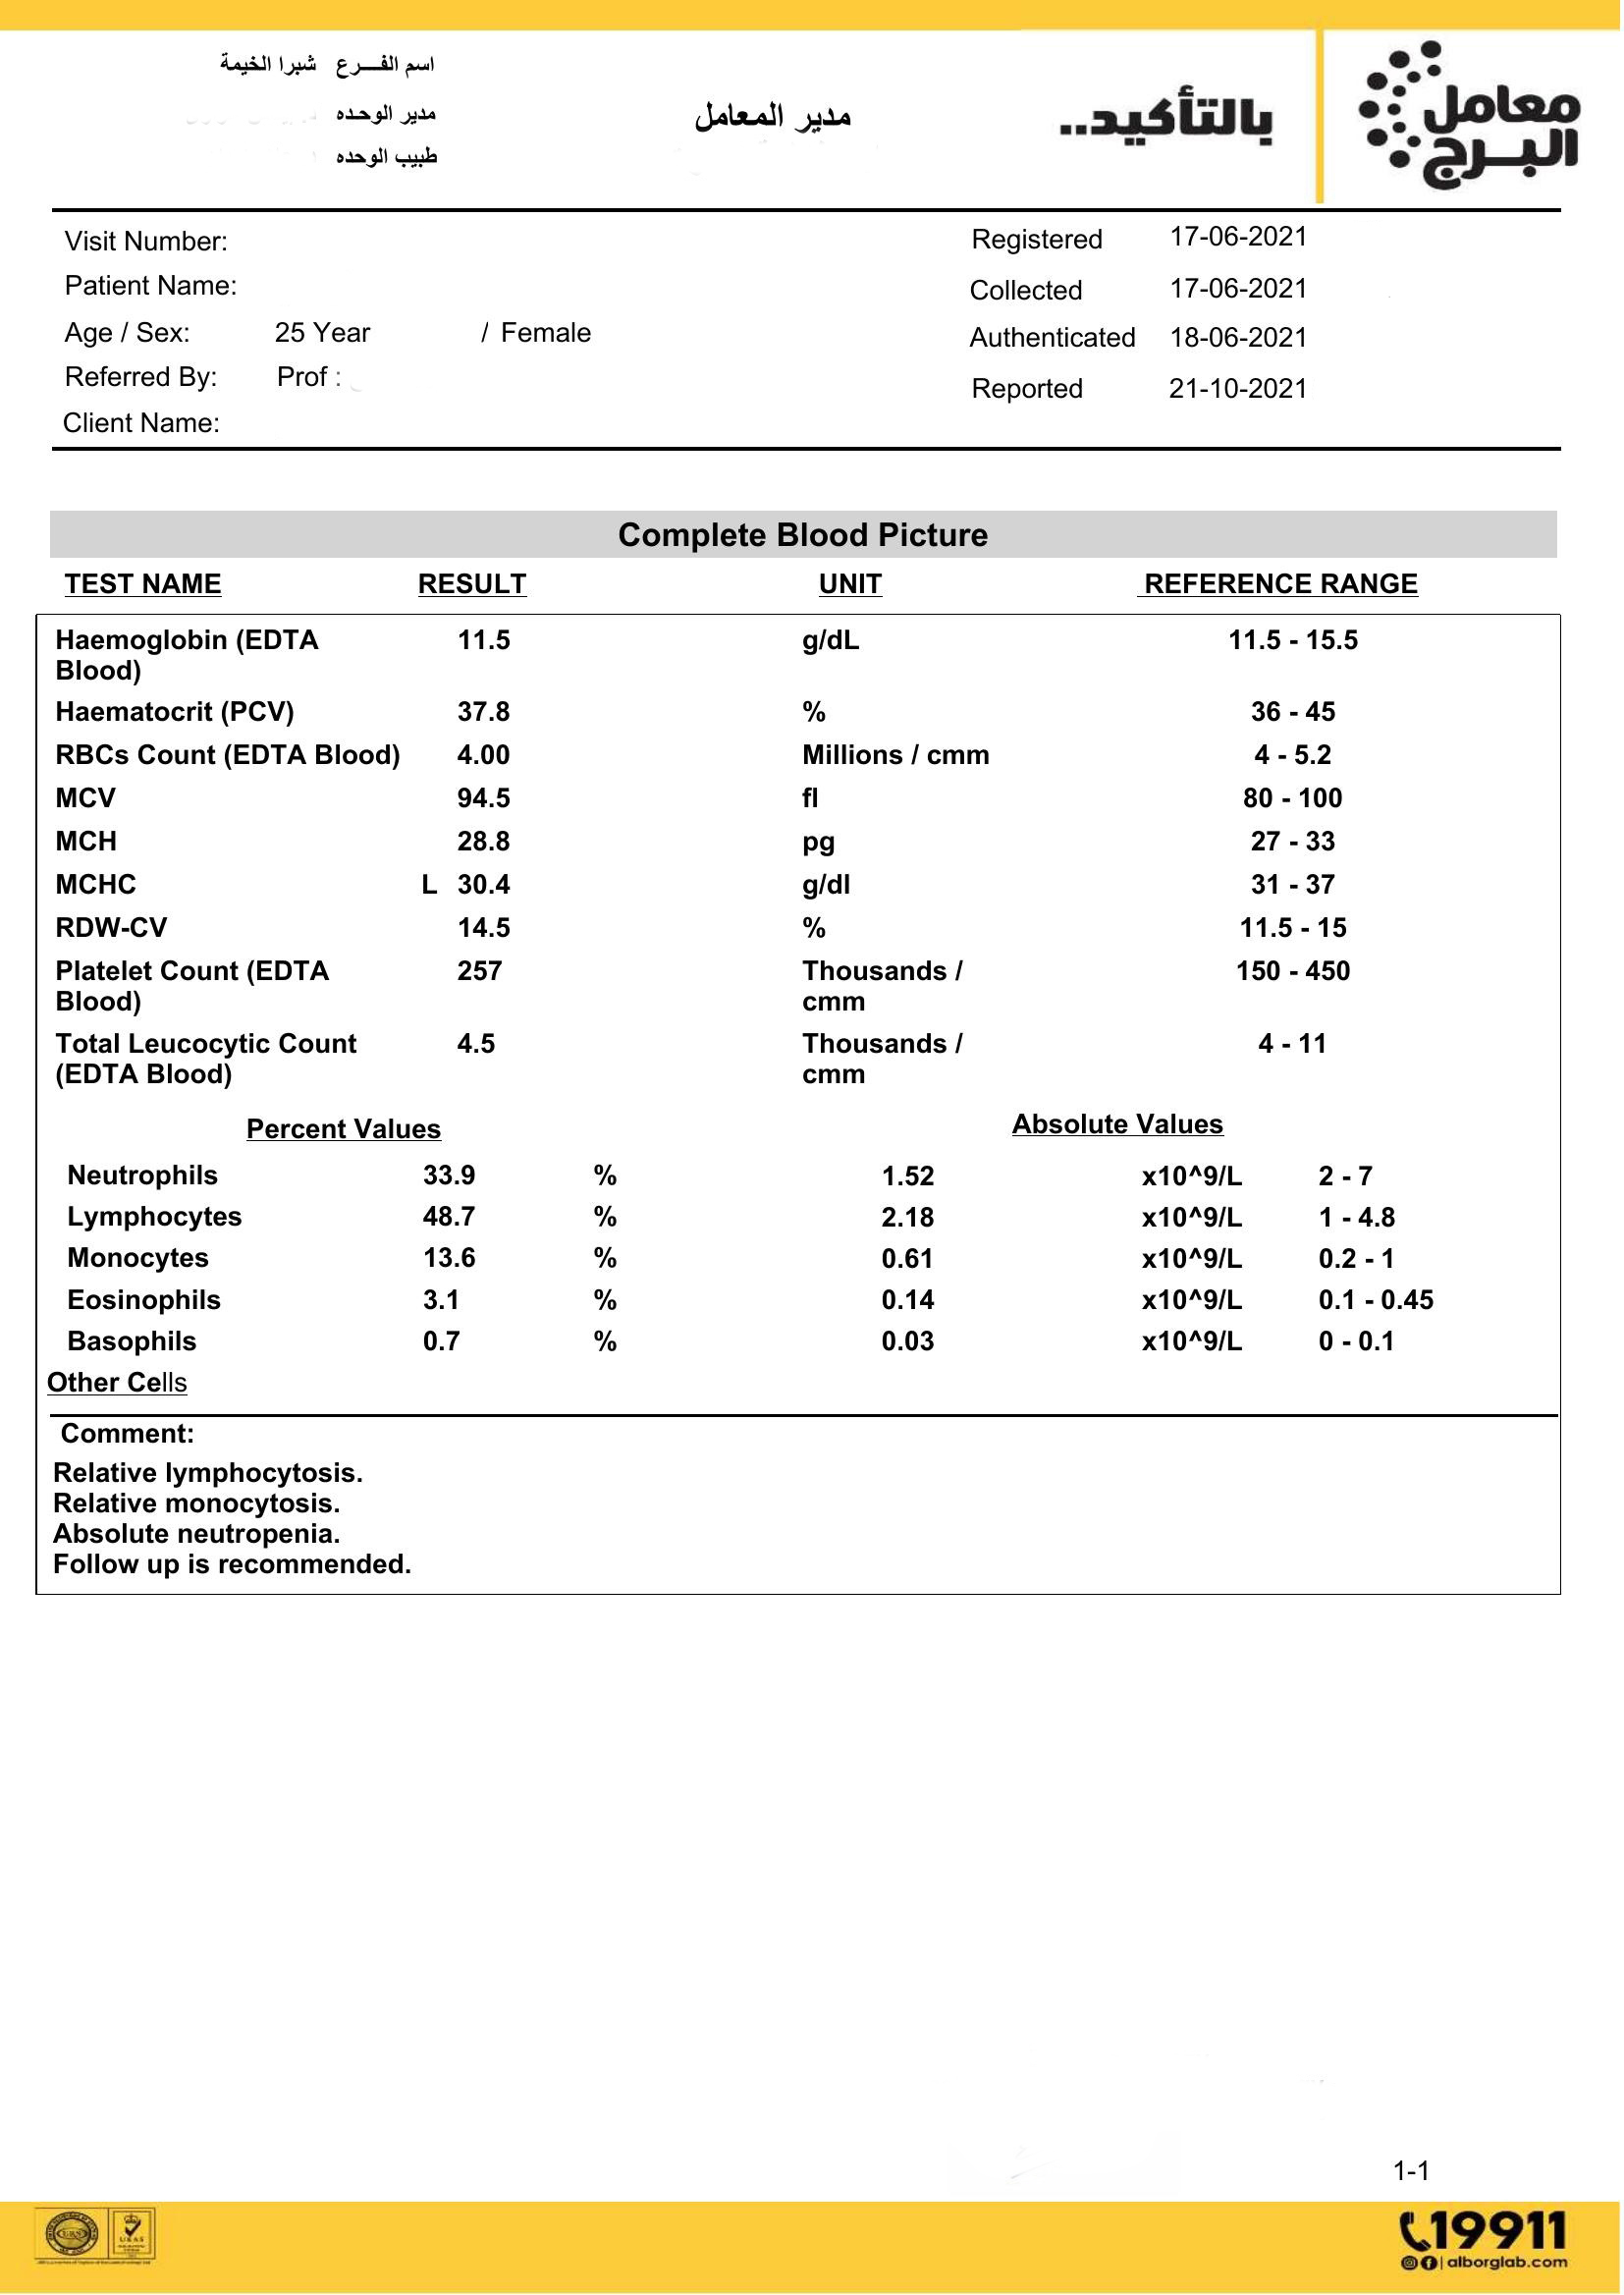 اسم الفـــرع شبرا الخيمة
مدير الوحده
طبيب الوحده
مدير المعامل
بالتأكيد..
معامل
البرج
Visit Number:
Patient Name:
Age / Sex: 25 Year / Female
Referred By: Prof :
Client Name:
Registered 17-06-2021
Collected 17-06-2021
Authenticated 18-06-2021
Reported 21-10-2021
Complete Blood Picture
TEST NAME RESULT UNIT REFERENCE RANGE
Haemoglobin (EDTA 11.5 g/dL 11.5 - 15.5
Blood)
Haematocrit (PCV) 37.8 % 36 - 45
RBCs Count (EDTA Blood) 4.00 Millions / cmm 4 - 5.2
MCV 94.5 fl 80 - 100
MCH 28.8 pg 27 - 33
MCHC L 30.4 g/dl 31 - 37
RDW-CV 14.5 % 11.5 - 15
Platelet Count (EDTA 257 Thousands / 150 - 450
Blood) cmm
Total Leucocytic Count 4.5 Thousands / 4 - 11
(EDTA Blood) cmm
Percent Values Absolute Values
Neutrophils 33.9 % 1.52 x10^9/L 2 - 7
Lymphocytes 48.7 % 2.18 x10^9/L 1 - 4.8
Monocytes 13.6 % 0.61 x10^9/L 0.2 - 1
Eosinophils 3.1 % 0.14 x10^9/L 0.1 - 0.45
Basophils 0.7 % 0.03 x10^9/L 0 - 0.1
Other Cells
Comment:
Relative lymphocytosis.
Relative monocytosis.
Absolute neutropenia.
Follow up is recommended.
1-1
19911
alborglab.com
UKAS